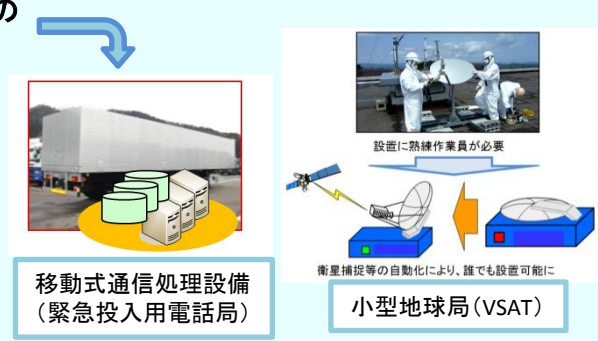 の
設置に熟練作業員が必要
衛星捕捉等の自動化により、誰でも設置可能に
移動式通信処理設備
（緊急投入用電話局）
小型地球局（VSAT）